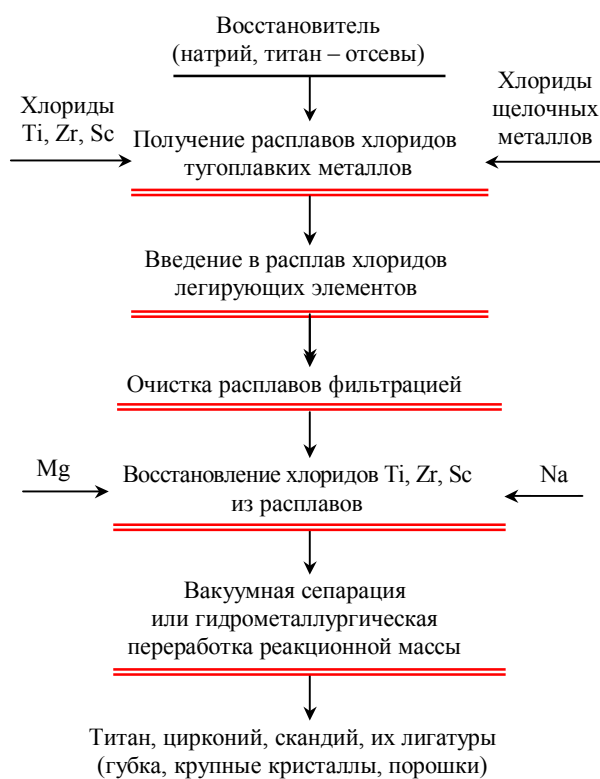 Восстановитель
(натрий, титан – отсевы)
Хлориды
Ti, Zr, Sc
Хлориды
щелочных
металлов
Получение расплавов хлоридов
тугоплавких металлов
Введение в расплав хлоридов
легирующих элементов
Очистка расплавов фильтрацией
Mg
Восстановление хлоридов Ti, Zr, Sc
из расплавов
Na
Вакуумная сепарация
или гидрометаллургическая
переработка реакционной массы
Титан, цирконий, скандий, их лигатуры
(губка, крупные кристаллы, порошки)